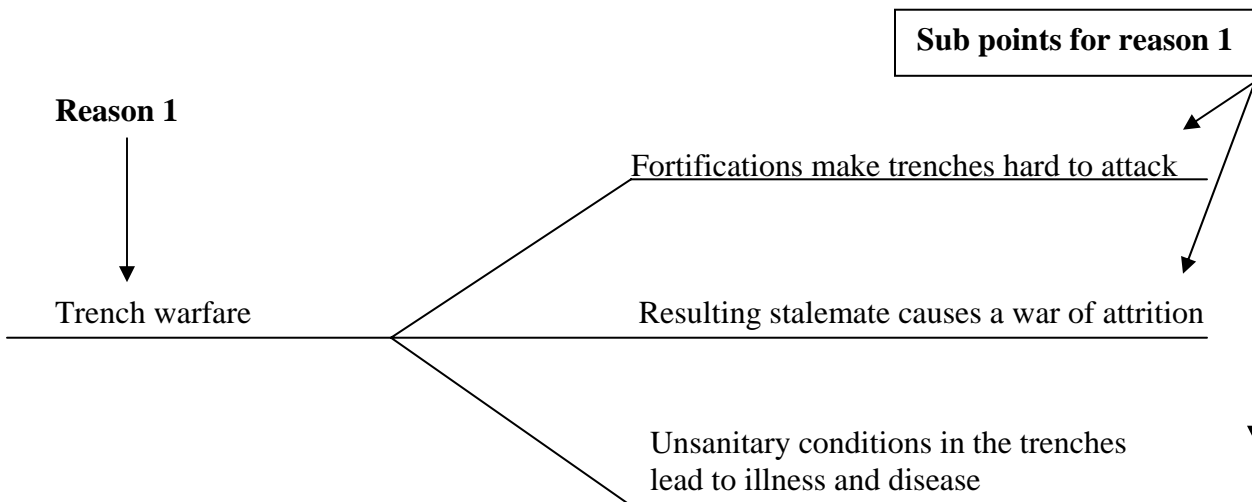 Sub points for reason 1
Reason 1
Fortifications make trenches hard to attack
Trench warfare
Resulting stalemate causes a war of attrition
Unsanitary conditions in the trenches
lead to illness and disease